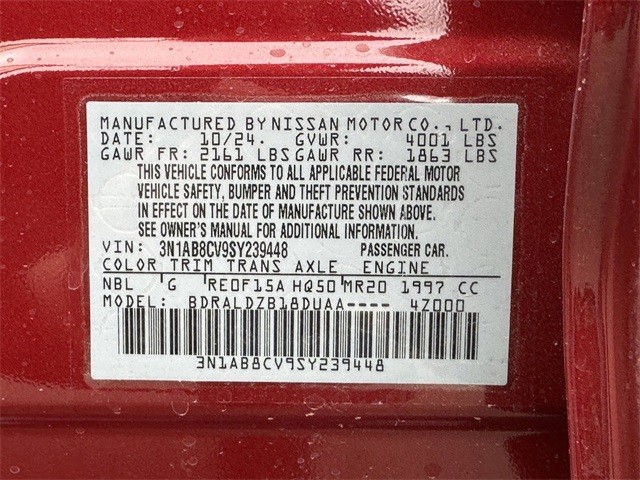 MANUFACTURED BY NISSAN MOTOR CO., LTD.
DATE: 10/24. GVWR: 4001 LBS
GAWR FR: 2161 LBS GAWR RR: 1863 LBS
THIS VEHICLE CONFORMS TO ALL APPLICABLE FEDERAL MOTOR
VEHICLE SAFETY, BUMPER AND THEFT PREVENTION STANDARDS
IN EFFECT ON THE DATE OF MANUFACTURE SHOWN ABOVE.
SEE OWNER'S MANUAL FOR ADDITIONAL INFORMATION.
VIN: 3N1AB8CV9SY239448 PASSENGER CAR.
COLOR TRIM TRANS AXLE ENGINE
NBL G RE0F15A HQ50 MR20 1997 CC
MODEL: BDRALDZB18DUAA---- 4Z000
3N1AB8CV9SY239448